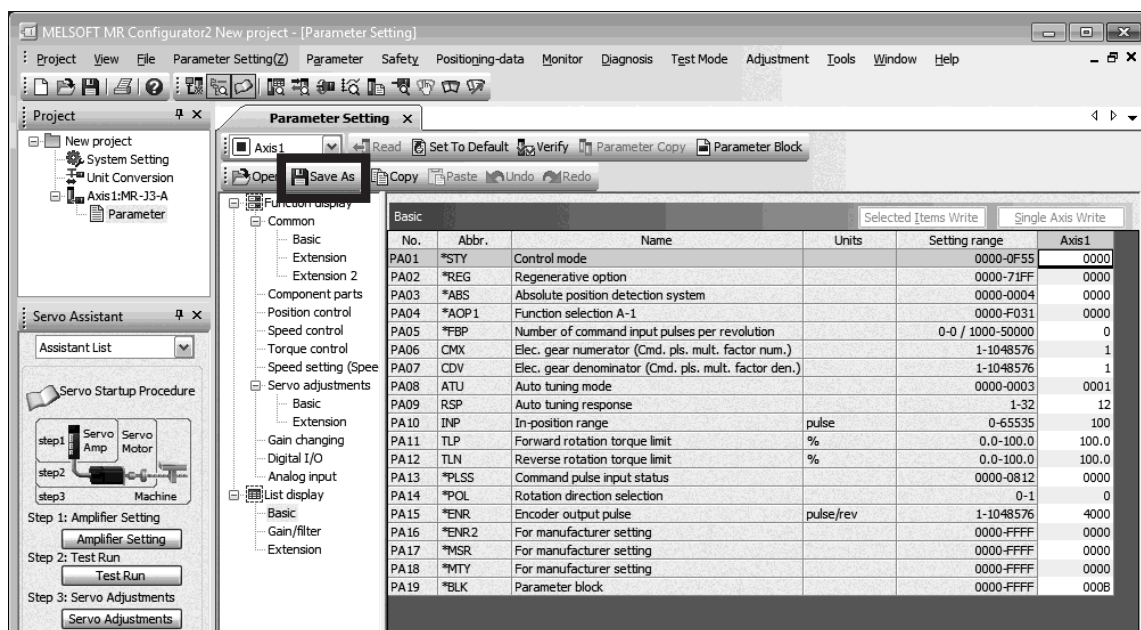 MELSOFT MR Configurator2 New project - [Parameter Setting]
Project View File Parameter Setting(Z) Parameter Safety Positioning-data Monitor Diagnosis Test Mode Adjustment Tools Window Help
Project
New project
System Setting
Unit Conversion
Axis1:MR-J3-A
Parameter
Servo Assistant
Assistant List
Servo Startup Procedure
step1 Servo Amp Servo Motor
step2
step3 Machine
Step 1: Amplifier Setting
Amplifier Setting
Step 2: Test Run
Test Run
Step 3: Servo Adjustments
Servo Adjustments
Parameter Setting
Axis1 Read Set To Default Verify Parameter Copy Parameter Block
Open Save As Copy Paste Undo Redo
Function display
Common
Basic
Extension
Extension 2
Component parts
Position control
Speed control
Torque control
Speed setting (Spee
Servo adjustments
Basic
Extension
Gain changing
Digital I/O
Analog input
List display
Basic
Gain/filter
Extension
Basic Selected Items Write Single Axis Write
No. Abbr. Name Units Setting range Axis1
PA01 *STY Control mode 0000-0F55 0000
PA02 *REG Regenerative option 0000-71FF 0000
PA03 *ABS Absolute position detection system 0000-0004 0000
PA04 *AOP1 Function selection A-1 0000-F031 0000
PA05 *FBP Number of command input pulses per revolution 0-0 / 1000-50000 0
PA06 CMX Elec. gear numerator (Cmd. pls. mult. factor num.) 1-1048576 1
PA07 CDV Elec. gear denominator (Cmd. pls. mult. factor den.) 1-1048576 1
PA08 ATU Auto tuning mode 0000-0003 0001
PA09 RSP Auto tuning response 1-32 12
PA10 INP In-position range pulse 0-65535 100
PA11 TLP Forward rotation torque limit % 0.0-100.0 100.0
PA12 TLN Reverse rotation torque limit % 0.0-100.0 100.0
PA13 *PLSS Command pulse input status 0000-0812 0000
PA14 *POL Rotation direction selection 0-1 0
PA15 *ENR Encoder output pulse pulse/rev 1-1048576 4000
PA16 *ENR2 For manufacturer setting 0000-FFFF 0000
PA17 *MSR For manufacturer setting 0000-FFFF 0000
PA18 *MTY For manufacturer setting 0000-FFFF 0000
PA19 *BLK Parameter block 0000-FFFF 000B